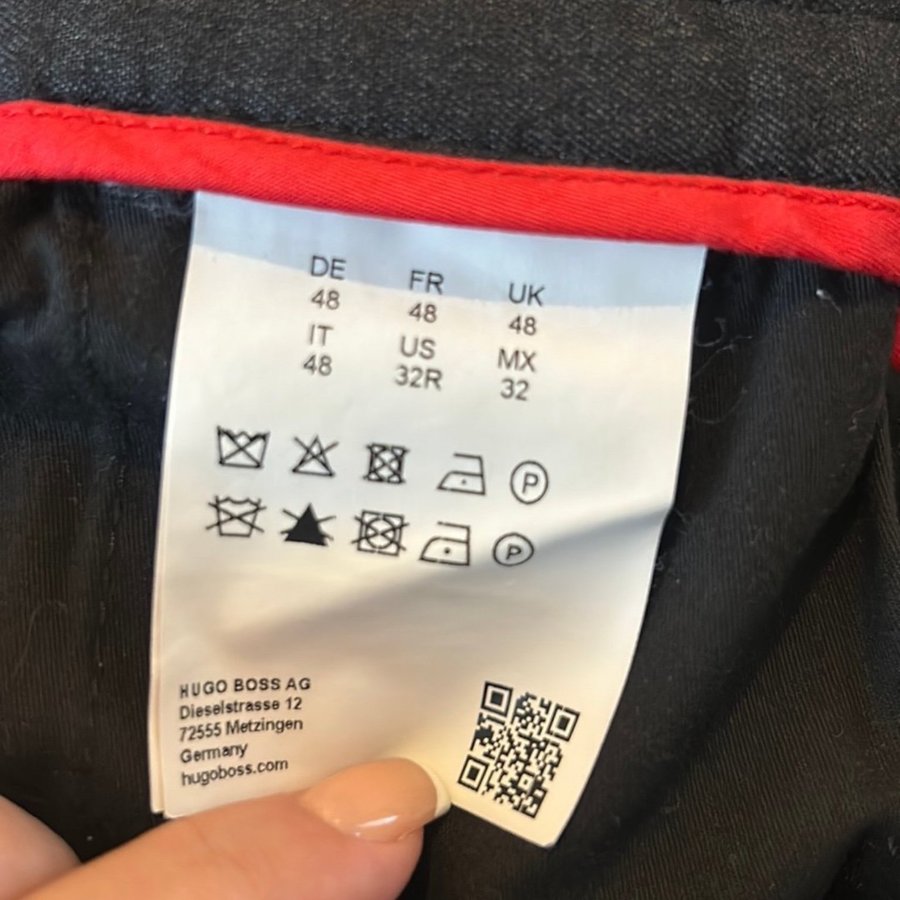 DE FR UK
48 48 48
IT US MX
48 32R 32
P
P
HUGO BOSS AG
Dieselstrasse 12
72555 Metzingen
Germany
hugoboss.com